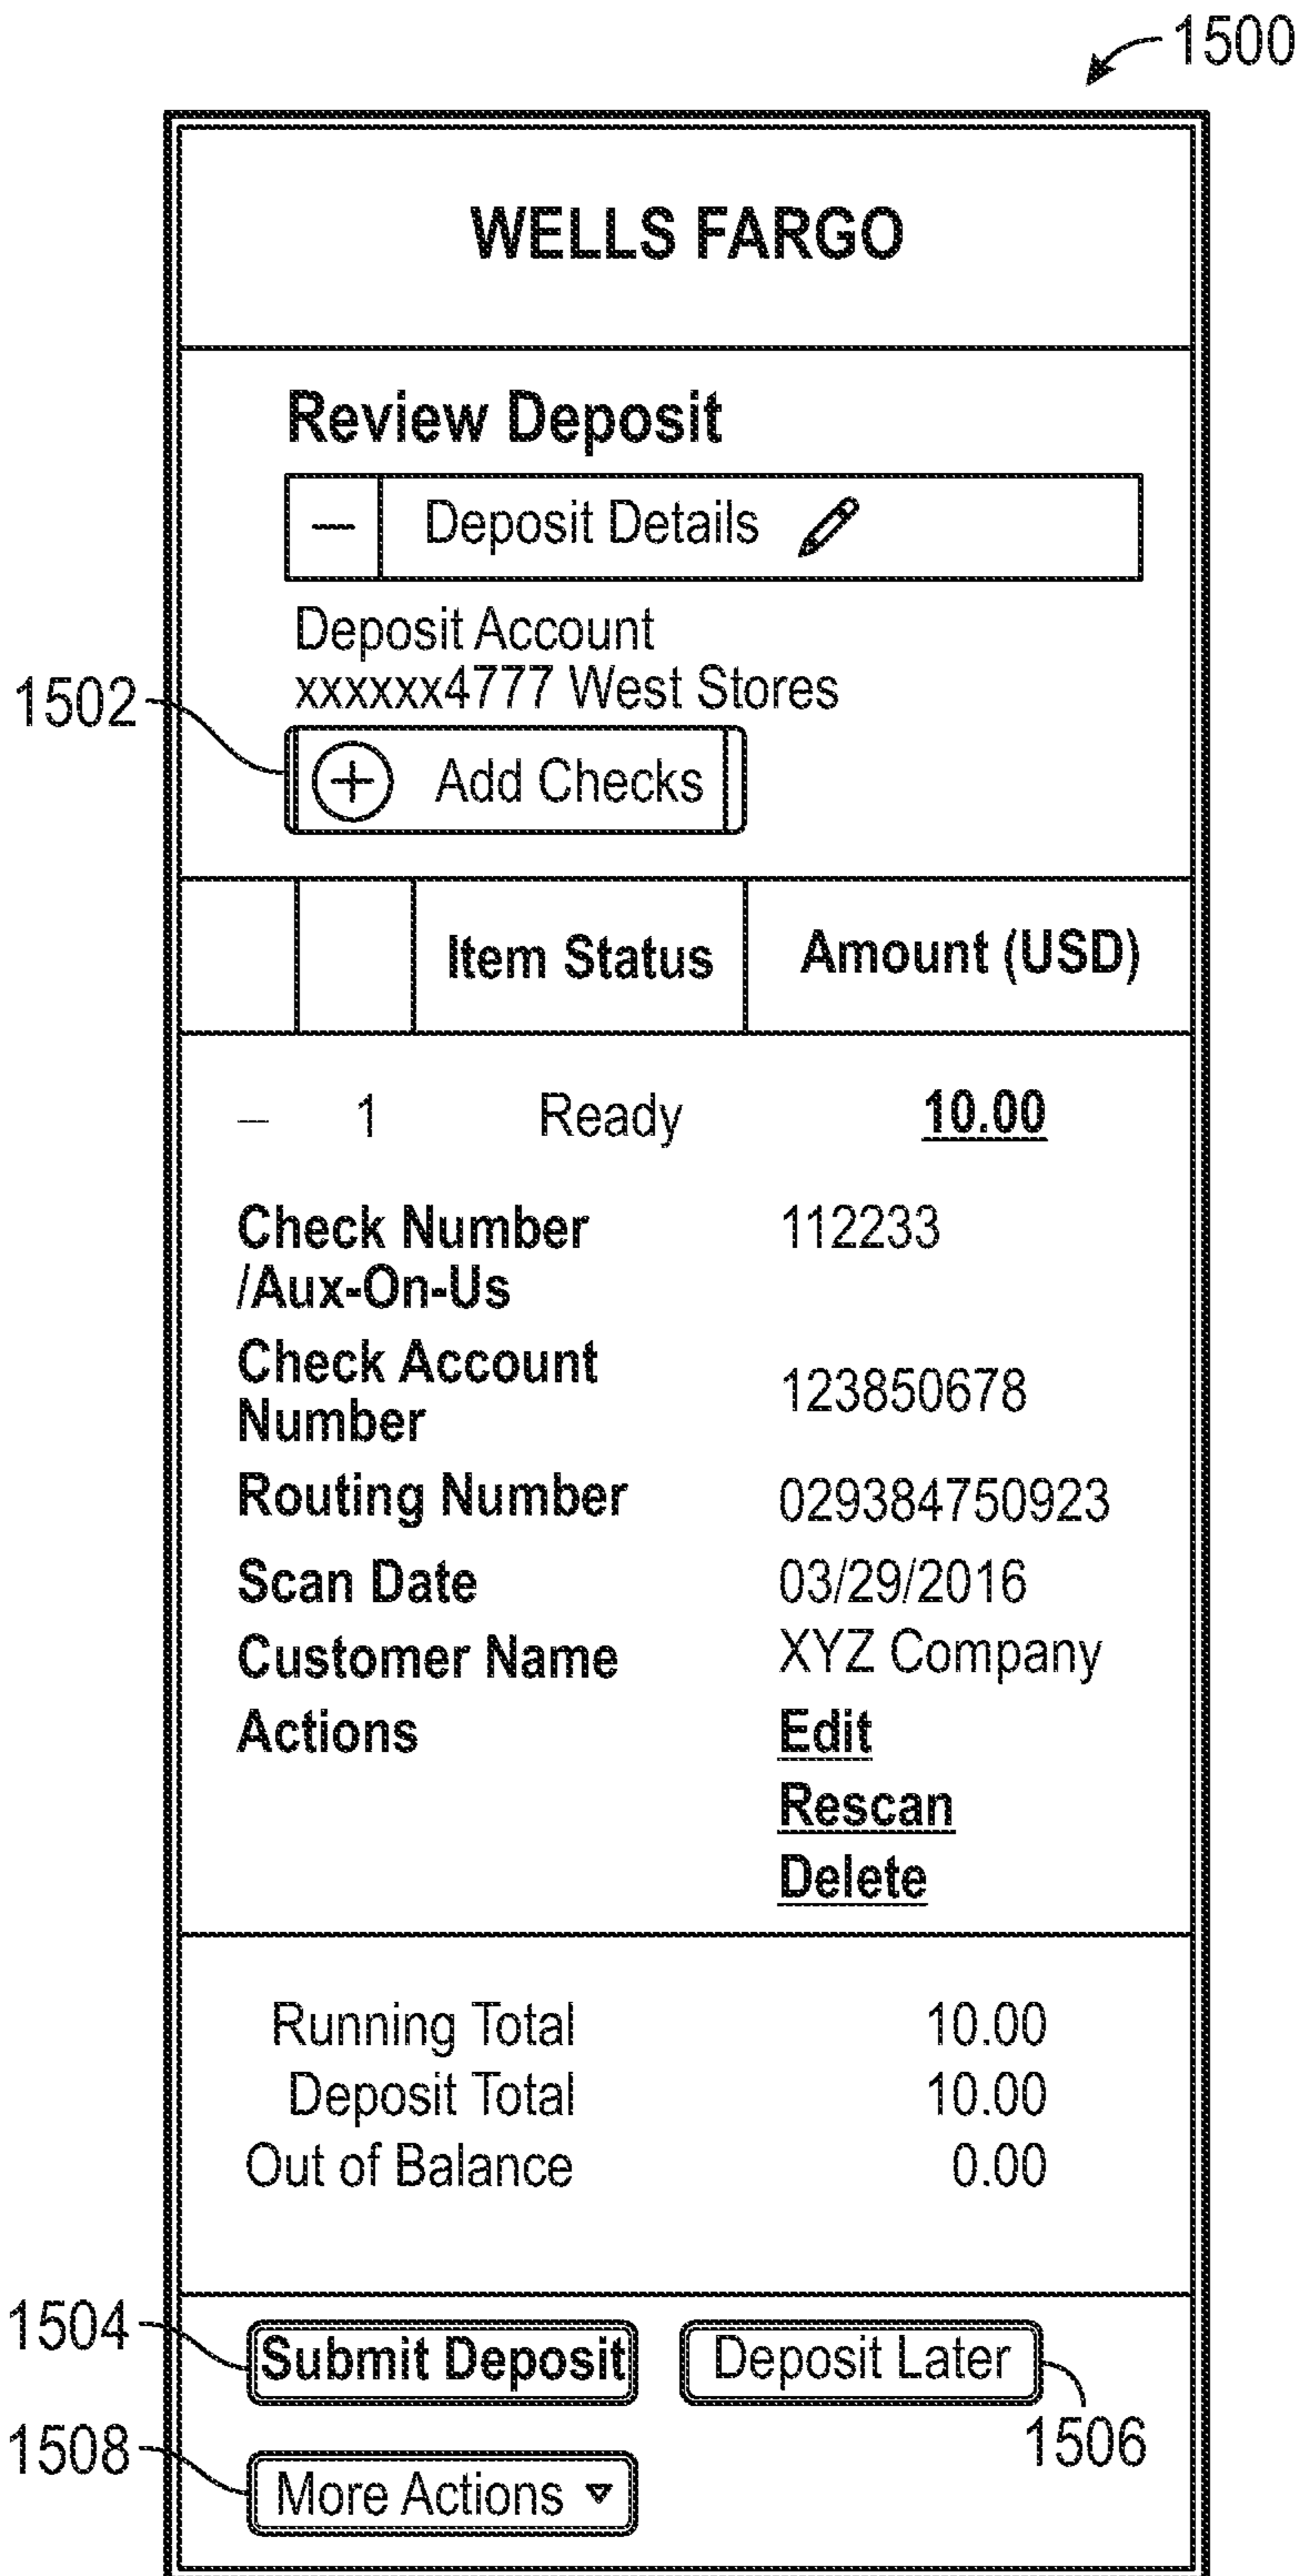 1500
WELLS FARGO
Review Deposit
– Deposit Details
Deposit Account
xxxxxx4777 West Stores
1502
+ Add Checks
Item Status Amount (USD)
– 1 Ready 10.00
Check Number 112233
/Aux-On-Us
Check Account
Number 123850678
Routing Number 029384750923
Scan Date 03/29/2016
Customer Name XYZ Company
Actions Edit
Rescan
Delete
Running Total 10.00
Deposit Total 10.00
Out of Balance 0.00
1504 Submit Deposit Deposit Later
1506
1508 More Actions